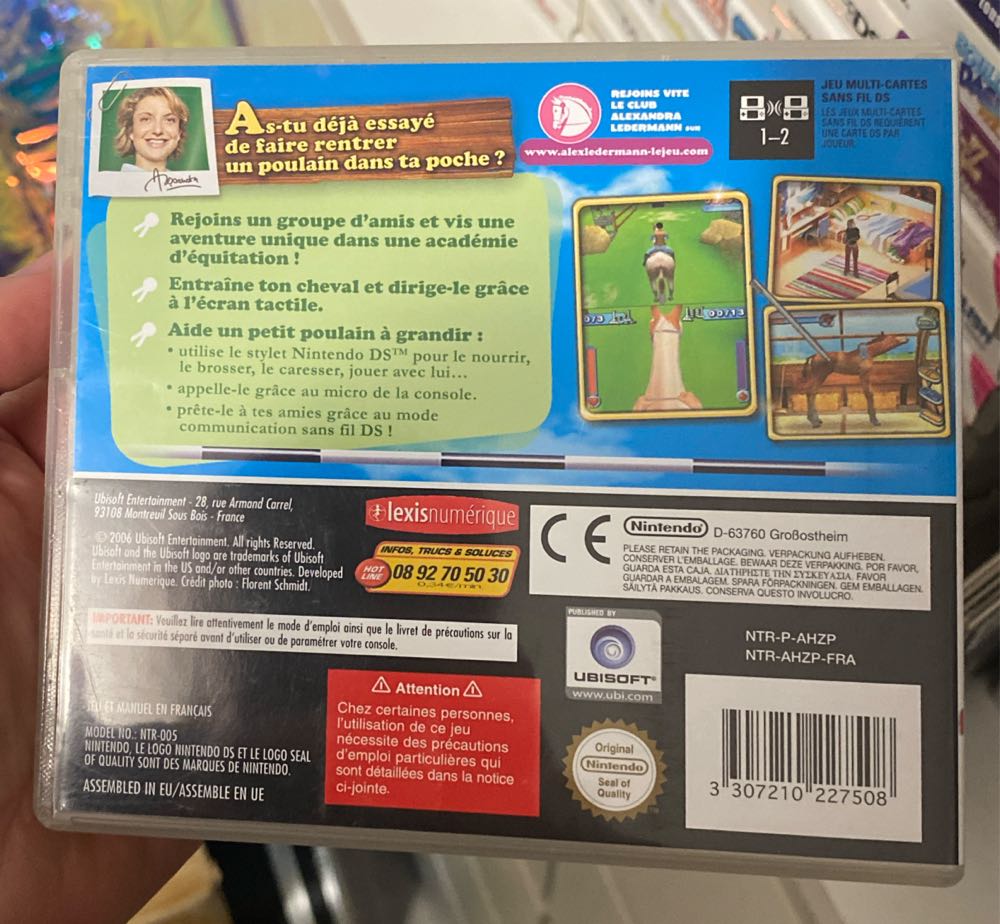 Alexandra
As-tu déjà essayé
de faire rentrer
un poulain dans ta poche ?
REJOINS VITE
LE CLUB
ALEXANDRA
LEDERMANN SUR
www.alexledermann-lejeu.com
1–2
JEU MULTI-CARTES
SANS FIL DS
LES JEUX MULTI-CARTES
SANS FIL DS REQUIÈRENT
UNE CARTE DS PAR
JOUEUR.
Rejoins un groupe d'amis et vis une
aventure unique dans une académie
d'équitation !
Entraîne ton cheval et dirige-le grâce
à l'écran tactile.
Aide un petit poulain à grandir :
• utilise le stylet Nintendo DS™ pour le nourrir,
le brosser, le caresser, jouer avec lui...
• appelle-le grâce au micro de la console.
• prête-le à tes amies grâce au mode
communication sans fil DS !
Ubisoft Entertainment - 28, rue Armand Carrel,
93108 Montreuil Sous Bois - France
© 2006 Ubisoft Entertainment. All rights Reserved.
Ubisoft and the Ubisoft logo are trademarks of Ubisoft
Entertainment in the US and/or other countries. Developed
by Lexis Numerique. Crédit photo : Florent Schmidt.
lexisnumérique
INFOS, TRUCS & SOLUCES
HOT LINE
08 92 70 50 30
0,34€/min
CE
Nintendo D-63760 Großostheim
PLEASE RETAIN THE PACKAGING. VERPACKUNG AUFHEBEN.
CONSERVER L'EMBALLAGE. BEWAAR DEZE VERPAKKING. POR FAVOR,
GUARDA ESTA CAJA. ΔΙΑΤΗΡΗΣΤΕ ΤΗΝ ΣΥΣΚΕΥΑΣΙΑ. FAVOR
GUARDAR A EMBALAGEM. SPARA FÖRPACKNINGEN. GEM EMBALLAGEN.
SÄILYTÄ PAKKAUS. CONSERVA QUESTO INVOLUCRO.
IMPORTANT: Veuillez lire attentivement le mode d'emploi ainsi que le livret de précautions sur la
santé et la sécurité séparé avant d'utiliser ou de paramétrer votre console.
PUBLISHED BY
UBISOFT®
www.ubi.com
NTR-P-AHZP
NTR-AHZP-FRA
JEU ET MANUEL EN FRANÇAIS
MODEL NO.: NTR-005
NINTENDO, LE LOGO NINTENDO DS ET LE LOGO SEAL
OF QUALITY SONT DES MARQUES DE NINTENDO.
ASSEMBLED IN EU/ASSEMBLE EN UE
Attention
Chez certaines personnes,
l'utilisation de ce jeu
nécessite des précautions
d'emploi particulières qui
sont détaillées dans la notice
ci-jointe.
Original
Nintendo
Seal of
Quality
3 307210 227508